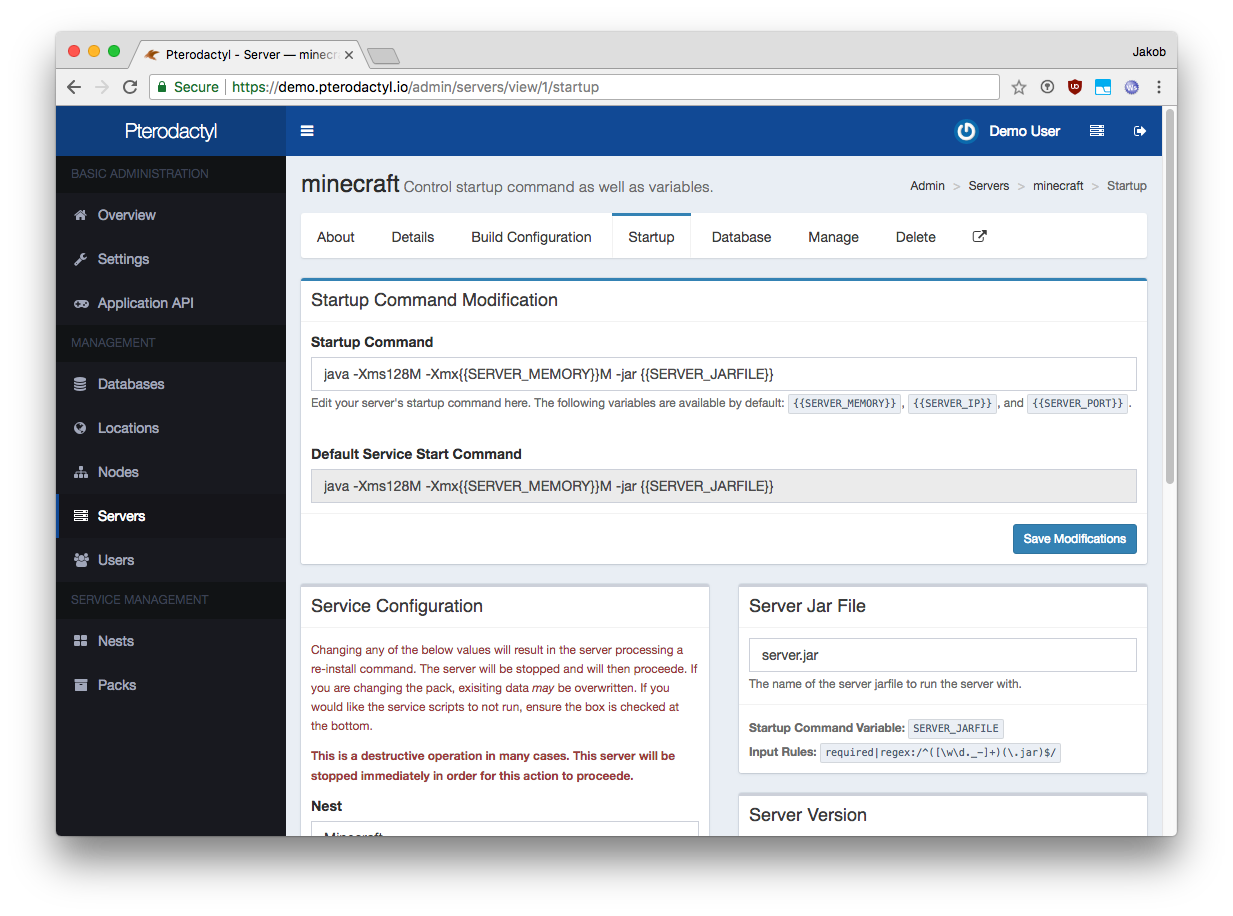 Pterodactyl - Server — minecr
Jakob
Secure https://demo.pterodactyl.io/admin/servers/view/1/startup
Pterodactyl
Demo User
BASIC ADMINISTRATION
Overview
Settings
Application API
MANAGEMENT
Databases
Locations
Nodes
Servers
Users
SERVICE MANAGEMENT
Nests
Packs
minecraft Control startup command as well as variables.
Admin > Servers > minecraft > Startup
About Details Build Configuration Startup Database Manage Delete
Startup Command Modification
Startup Command
java -Xms128M -Xmx{{SERVER_MEMORY}}M -jar {{SERVER_JARFILE}}
Edit your server's startup command here. The following variables are available by default: {{SERVER_MEMORY}}, {{SERVER_IP}}, and {{SERVER_PORT}}.
Default Service Start Command
java -Xms128M -Xmx{{SERVER_MEMORY}}M -jar {{SERVER_JARFILE}}
Save Modifications
Service Configuration
Changing any of the below values will result in the server processing a
re-install command. The server will be stopped and will then proceede. If
you are changing the pack, exisiting data may be overwritten. If you
would like the service scripts to not run, ensure the box is checked at
the bottom.
This is a destructive operation in many cases. This server will be
stopped immediately in order for this action to proceede.
Nest
Minecraft
Server Jar File
server.jar
The name of the server jarfile to run the server with.
Startup Command Variable: SERVER_JARFILE
Input Rules: required|regex:/^([\w\d._-]+)(\.jar)$/
Server Version